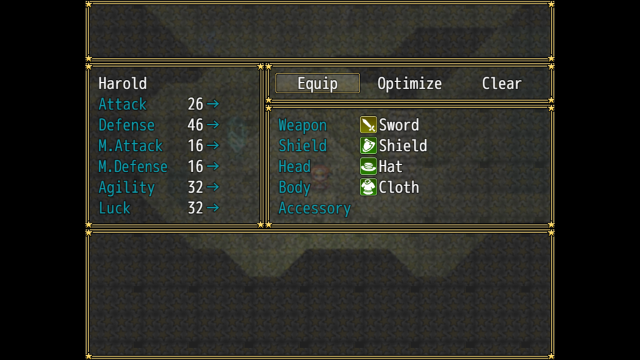 Harold
Attack 26 →
Defense 46 →
M.Attack 16 →
M.Defense 16 →
Agility 32 →
Luck 32 →
Equip Optimize Clear
Weapon Sword
Shield Shield
Head Hat
Body Cloth
Accessory